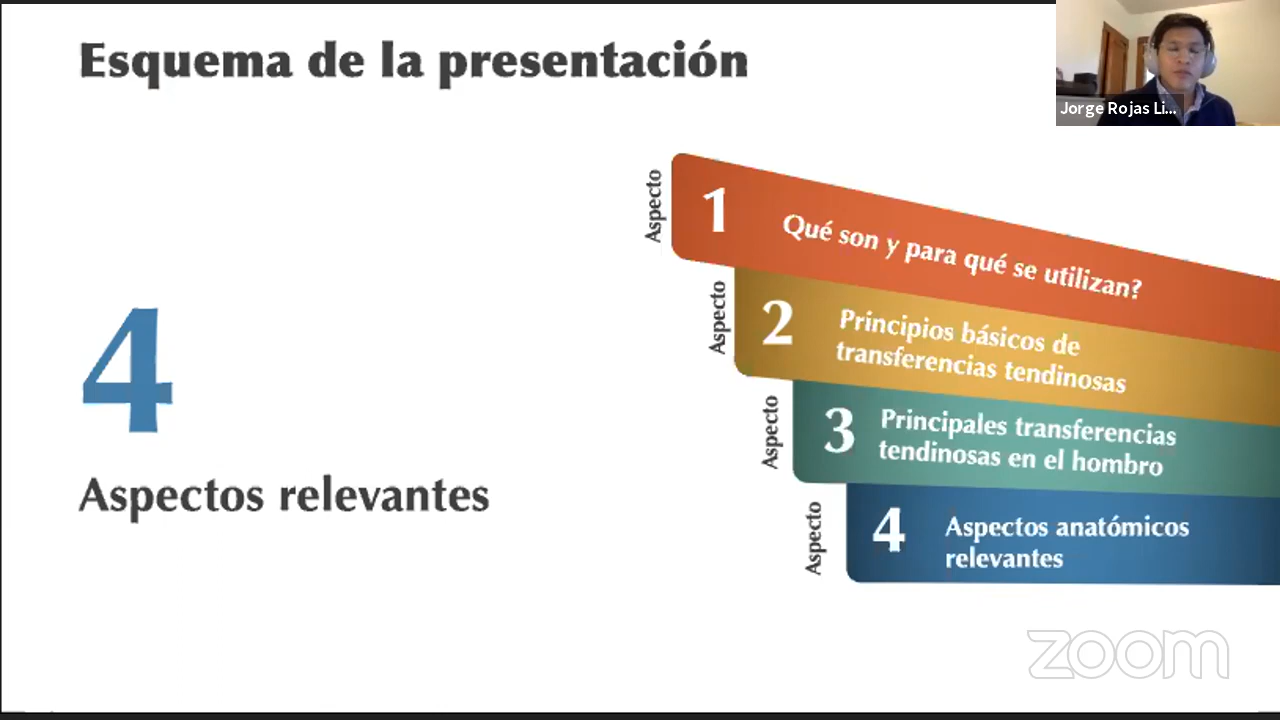 Esquema de la presentación
Jorge Rojas Li...
Aspecto
1
Qué son y para qué se utilizan?
Aspecto
2
Principios básicos de
transferencias tendinosas
Aspecto
3
Principales transferencias
tendinosas en el hombro
Aspecto
4
Aspectos anatómicos
relevantes
4
Aspectos relevantes
zoom